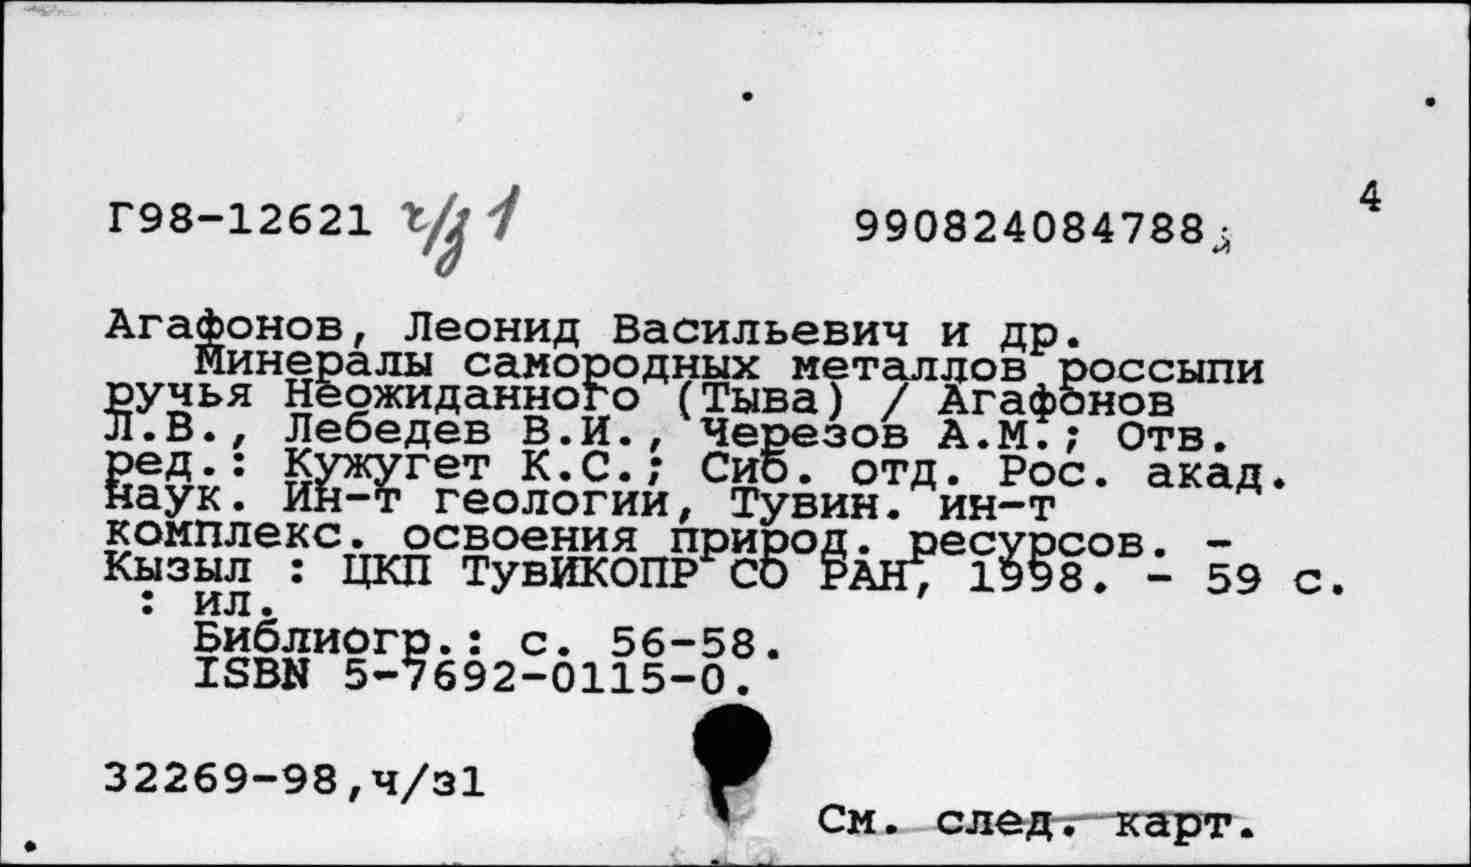 4
Г98-12621 ч/з 1 990824084788
Агафонов, Леонид Васильевич и др.
Минералы самородных металлов россыпи
ручья Неожиданного (Тыва) / Агафонов
Л.В., Лебедев В.И., Черезов А.М.; Отв.
ред.: Кужугет К.С.; Сиб. отд. Рос. акад.
наук. Ин-т геологии, Тувин. ин-т
комплекс. освоения природ. ресурсов. -
Кызыл : ЦКП ТувИКОПР СО РАН, 1998. - 59 с.
: ил.
Библиогр.: с. 56-58.
ISBN 5-7692-0115-0.
32269-98,ч/з1
См. след. карт.